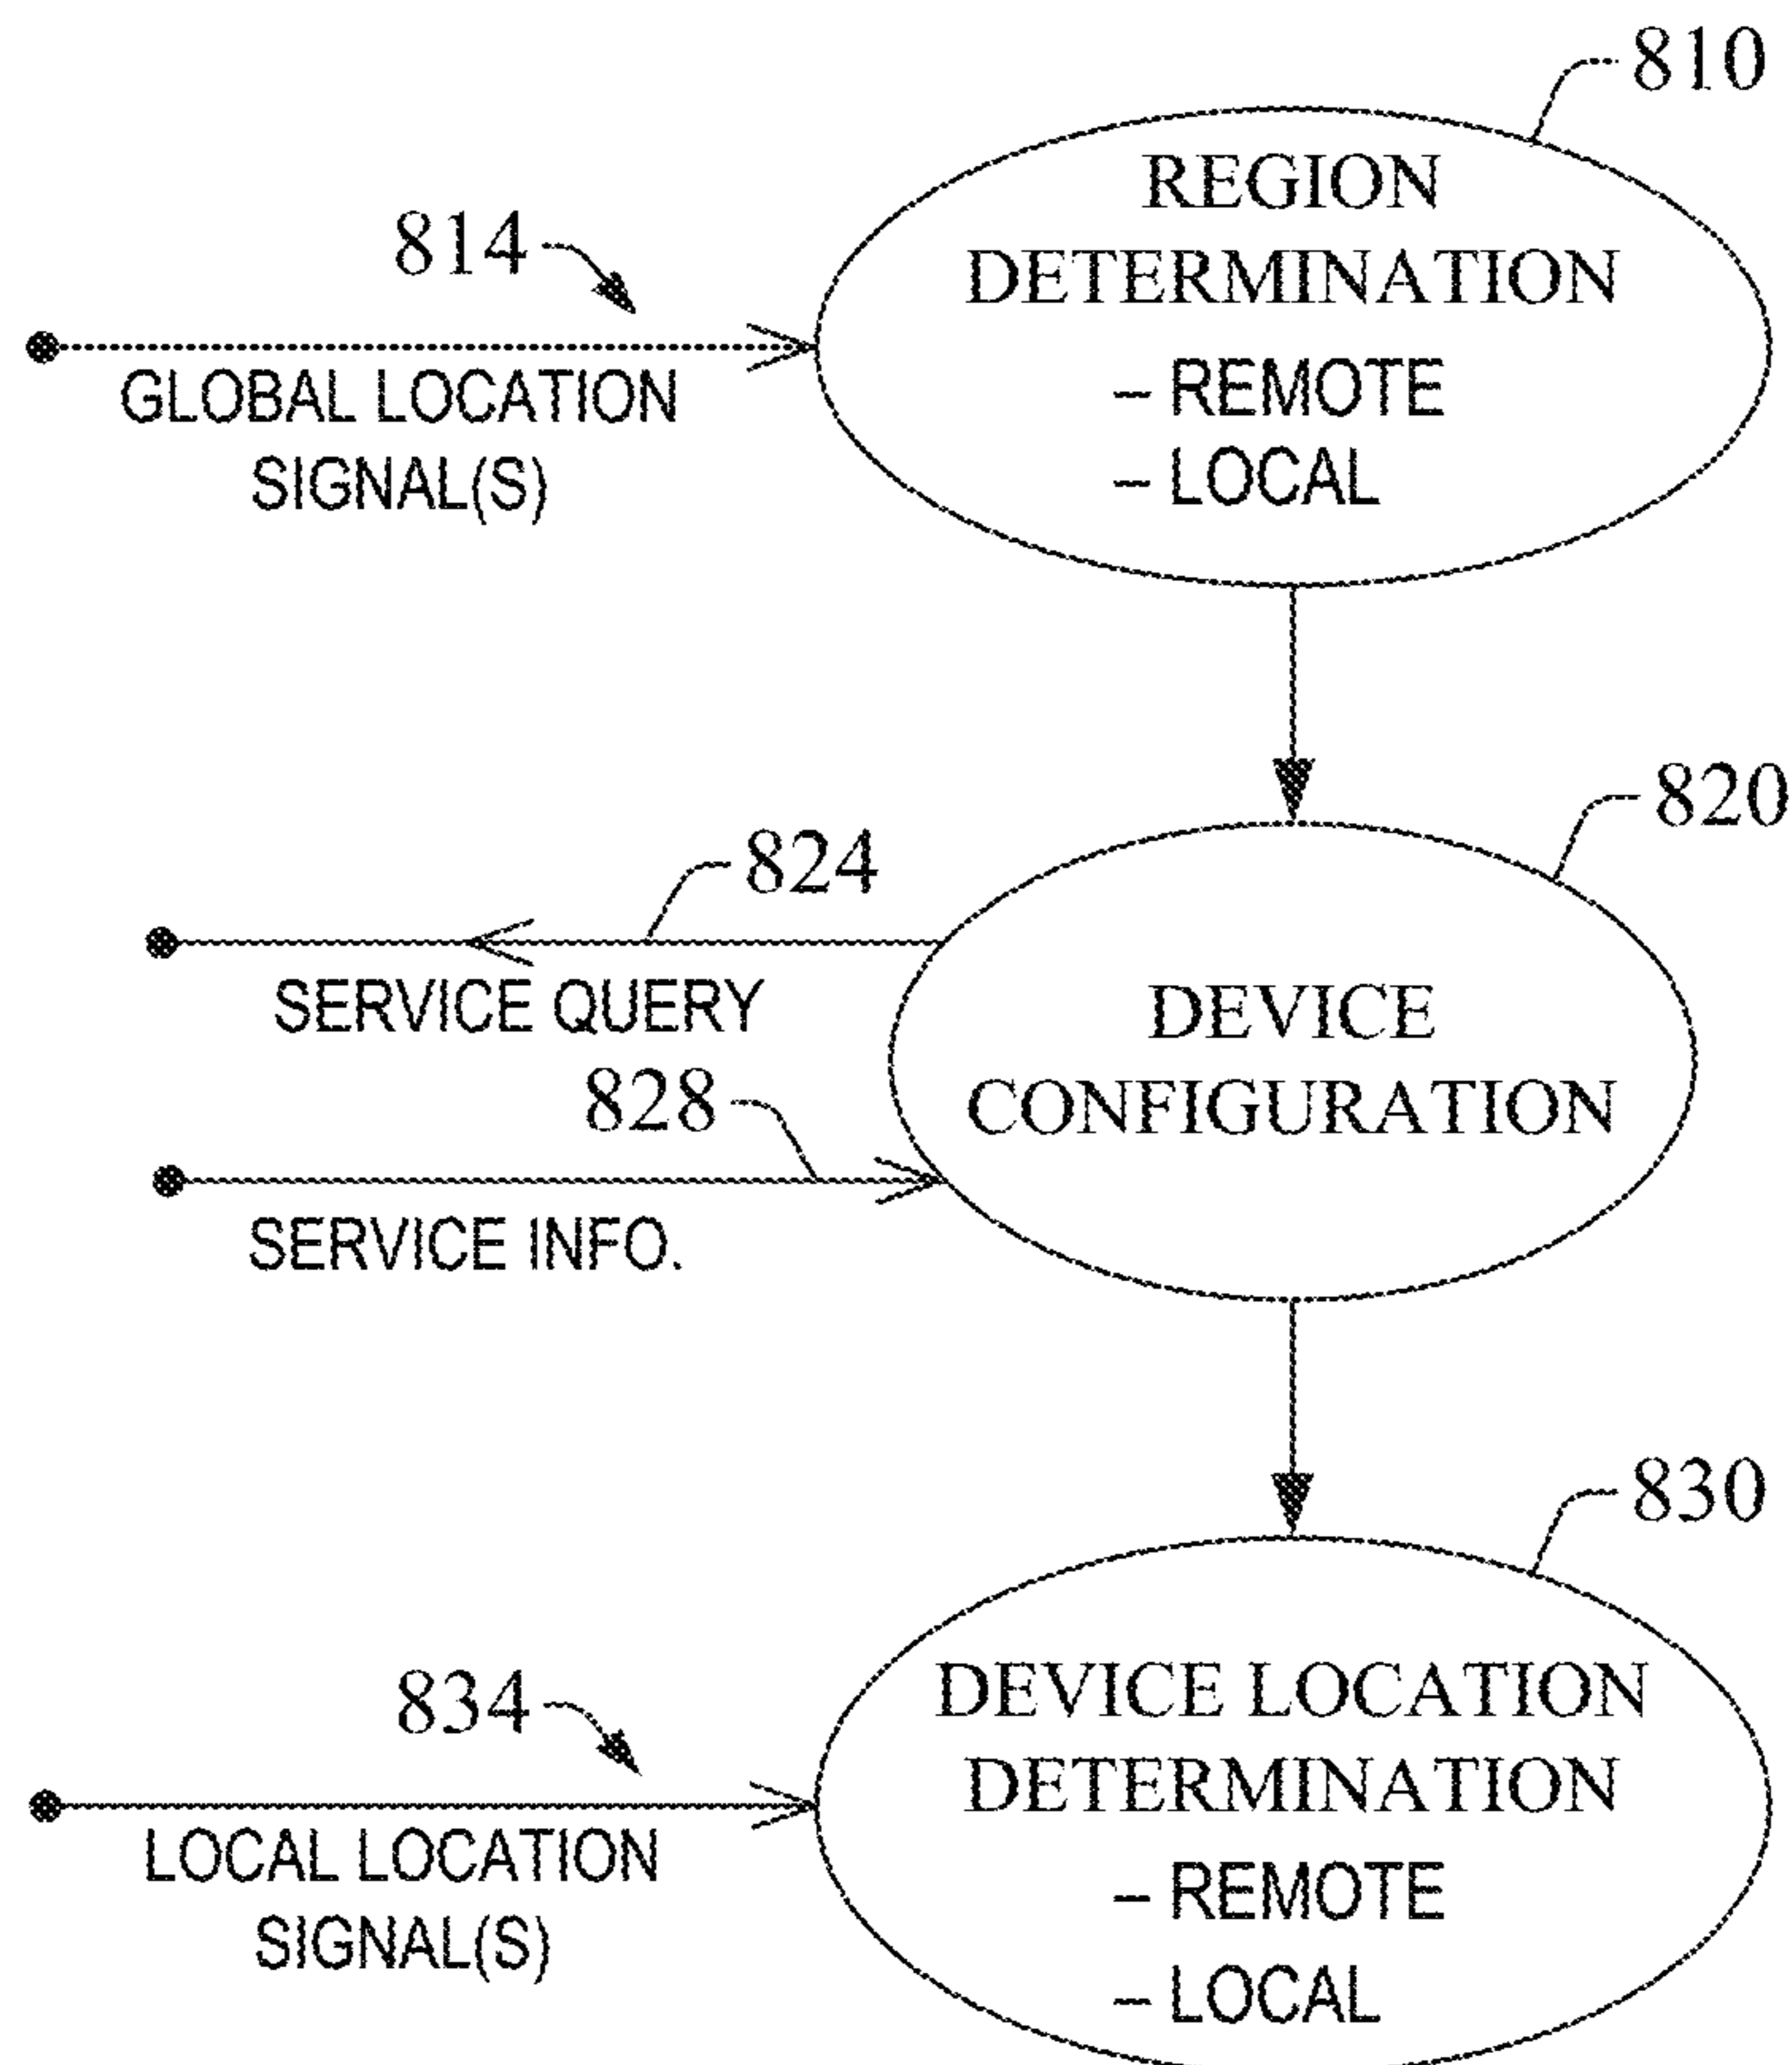 810
REGION
DETERMINATION
– REMOTE
– LOCAL
814
GLOBAL LOCATION
SIGNAL(S)
820
824
SERVICE QUERY
DEVICE
CONFIGURATION
828
SERVICE INFO.
830
DEVICE LOCATION
DETERMINATION
– REMOTE
– LOCAL
834
LOCAL LOCATION
SIGNAL(S)